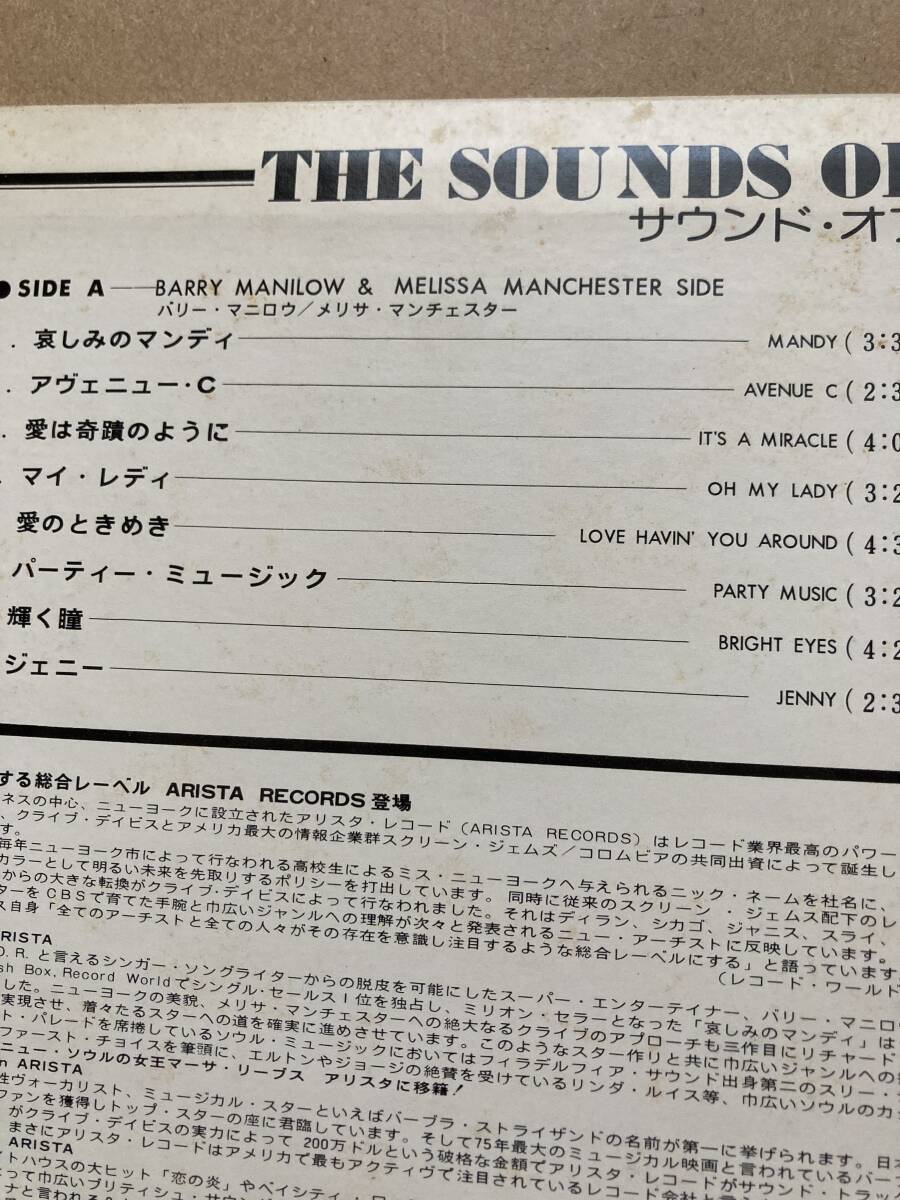 THE SOUNDS O
サウンド・オ
● SIDE A — BARRY MANILOW & MELISSA MANCHESTER SIDE
バリー・マニロウ/メリサ・マンチェスター
. 哀しみのマンディ MANDY ( 3:3
. アヴェニュー・C AVENUE C ( 2:3
. 愛は奇蹟のように IT'S A MIRACLE ( 4:0
. マイ・レディ OH MY LADY ( 3:2
愛のときめき LOVE HAVIN' YOU AROUND ( 4:3
パーティー・ミュージック PARTY MUSIC ( 3:2
輝く瞳 BRIGHT EYES ( 4:2
ジェニー JENNY ( 2:3
する総合レーベル ARISTA RECORDS 登場
ネスの中心、ニューヨークに設立されたアリスタ・レコード (ARISTA RECORDS) はレコード業界最高のパワー
、クライブ・デイビスとアメリカ最大の情報企業群スクリーン・ジェムズ/コロムビアの共同出資によって誕生し
す。
毎年ニューヨーク市によって行なわれる高校生によるミス・ニューヨークへ与えられるニック・ネームを社名に、
カラーとして明るい未来を先取りするポリシーを打出しています。同時に従来のスクリーン・ジェムス配下のレ
からの大きな転換がクライブ・デイビスによって行なわれました。それはディラン、シカゴ、ジャニス、スライ、
ターをCBSで育てた手腕と巾広いジャンルへの理解が次々と発表されるニュー・アーチストに反映しています。
ス自身「全てのアーチストと全ての人々がその存在を意識し注目するような総合レーベルにする」と語っています。
(レコード・ワールド
ARISTA
O.R. と言えるシンガー・ソングライターからの脱皮を可能にしたスーパー・エンターテイナー、バリー・マニロウ
sh Box, Record Worldでシングル・セールス1位を独占し、ミリオン・セラーとなった「哀しみのマンディ」は
した。ニューヨークの美貌、メリサ・マンチェスターへの絶大なるクライブのアプローチも三作目にリチャード・
実現させ、着々たるスターへの道を確実に進めさせています。このようなスター作りと共に巾広いジャンルへの
ト・パレードを席捲しているソウル・ミュージックにおいてはフィラデルフィア・サウンド出身第二のスリー・
ファースト・チョイスを筆頭に、エルトンやジョージの絶賛を受けているリンダ・ルイス等、巾広いソウルのカ
ニュー・ソウルの女王マーサ・リーブス アリスタに移籍!
n ARISTA
性ヴォーカリスト、ミュージカル・スターといえばバーブラ・ストライザンドの名前が第一に挙げられます。日
ファンを獲得しトップ・スターの座に君臨しています。そして75年最大のミュージカル映画と言われているバー
がクライブ・デイビスの実力によって 200万ドルという破格な金額でアリスタ・レコードがサウンド・トラッ
まさにアリスタ・レコードはアメリカで最もアクティヴで注目されているレコード会社と言
ARISTA
イトハウスの大ヒット「恋の炎」やベイシティ
よって巾広いブリティシュ・サウン
ーナと言われる